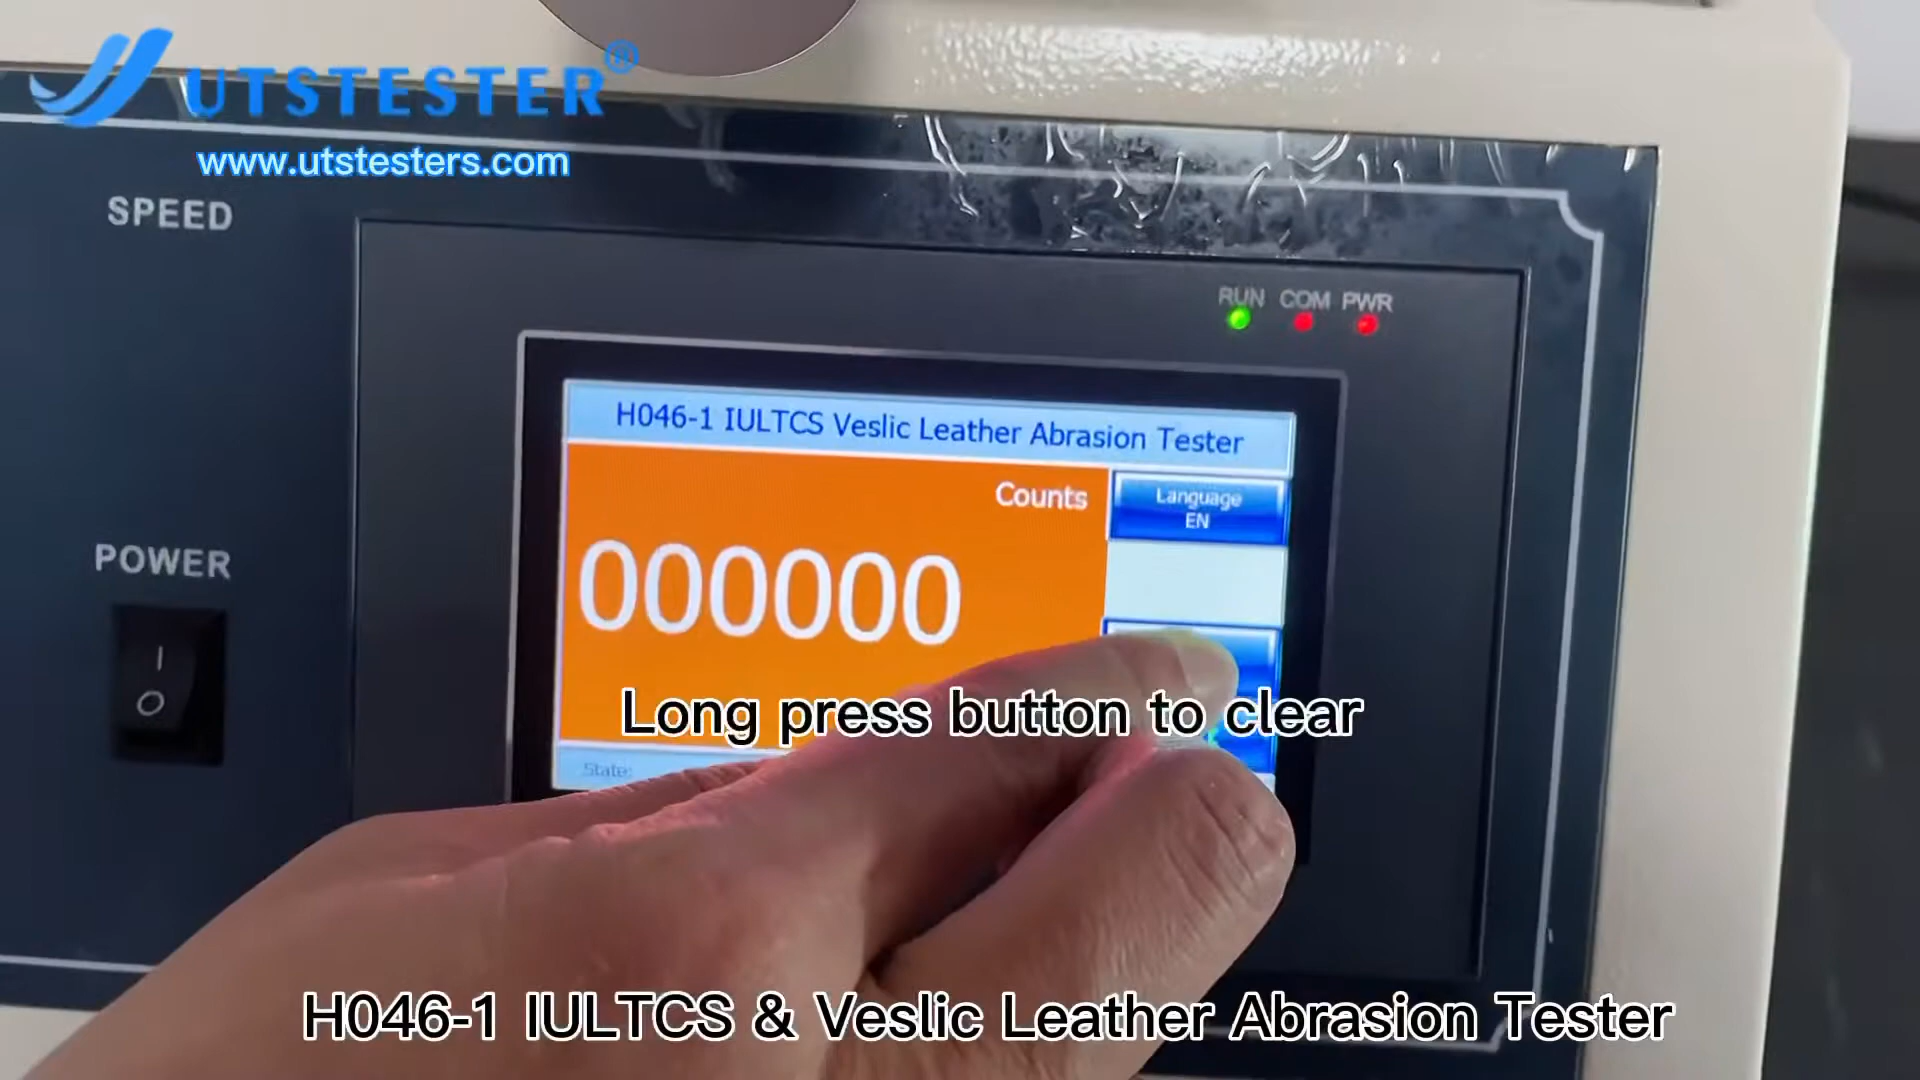 UTSTESTER®
www.utstesters.com
SPEED
RUN COM PWR
H046-1 IULTCS Veslic Leather Abrasion Tester
Counts
Language
EN
000000
POWER
Long press button to clear
State:
H046-1 IULTCS & Veslic Leather Abrasion Tester